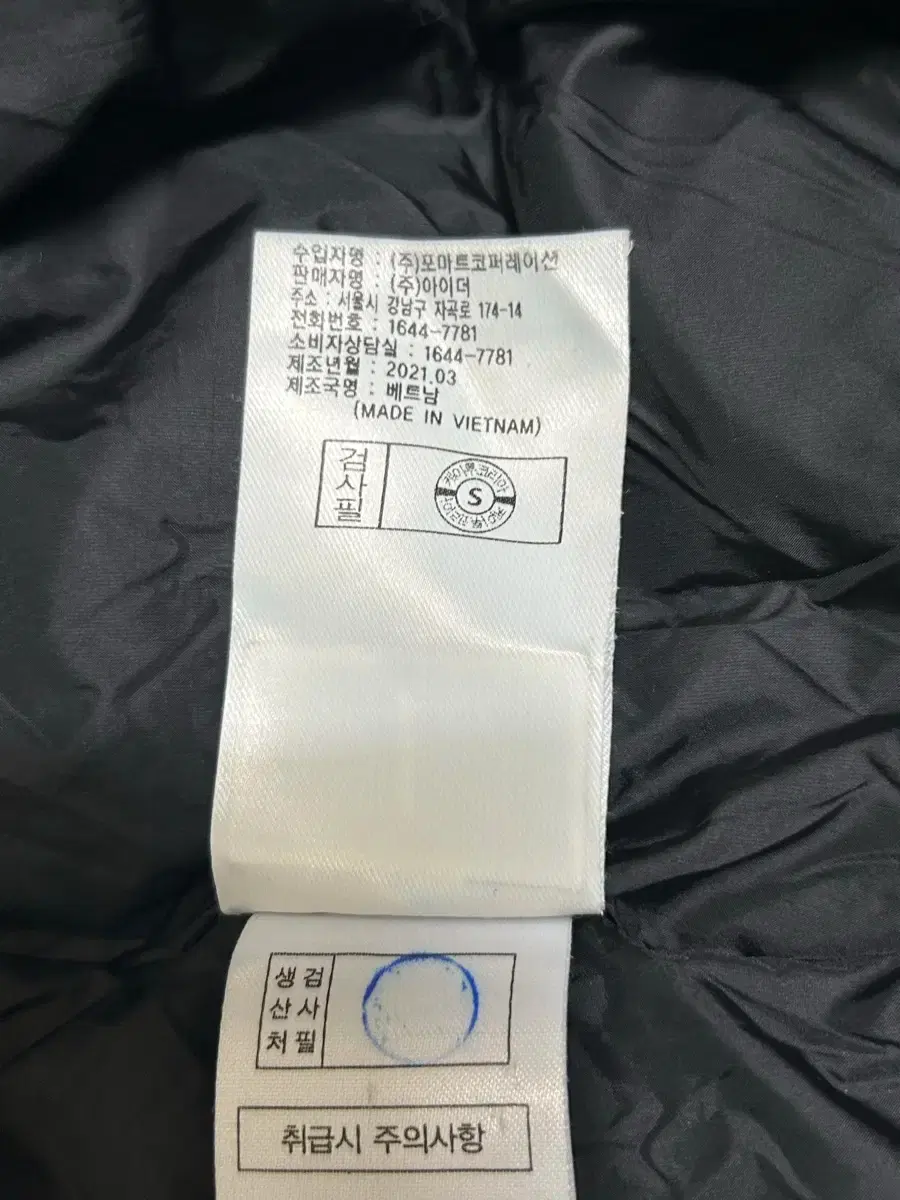 수입자명 : (주)포마트코퍼레이션
판매자명 : (주)아이더
주소 : 서울시 강남구 자곡로 174-14
전화번호 : 1644-7781
소비자상담실 : 1644-7781
제조년월 : 2021.03
제조국명 : 베트남
(MADE IN VIETNAM)
검사필
S
생산처 검사필
취급시 주의사항